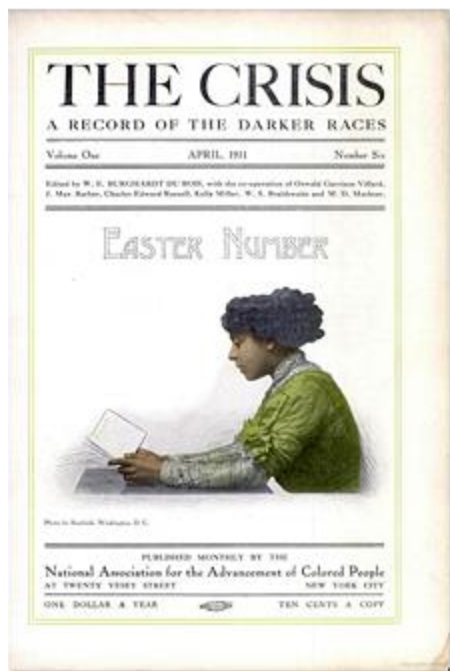 THE CRISIS
A RECORD OF THE DARKER RACES
Volume One APRIL, 1911 Number Six
Edited by W. E. BURGHARDT DU BOIS, with the co-operation of Oswald Garrison Villard,
J. Max Barber, Charles Edward Russell, Kelly Miller, W. S. Braithwaite and M. D. Maclean.
EASTER NUMBER
Photo by Washington, D. C.
PUBLISHED MONTHLY BY THE
National Association for the Advancement of Colored People
AT TWENTY VESEY STREET NEW YORK CITY
ONE DOLLAR A YEAR TEN CENTS A COPY